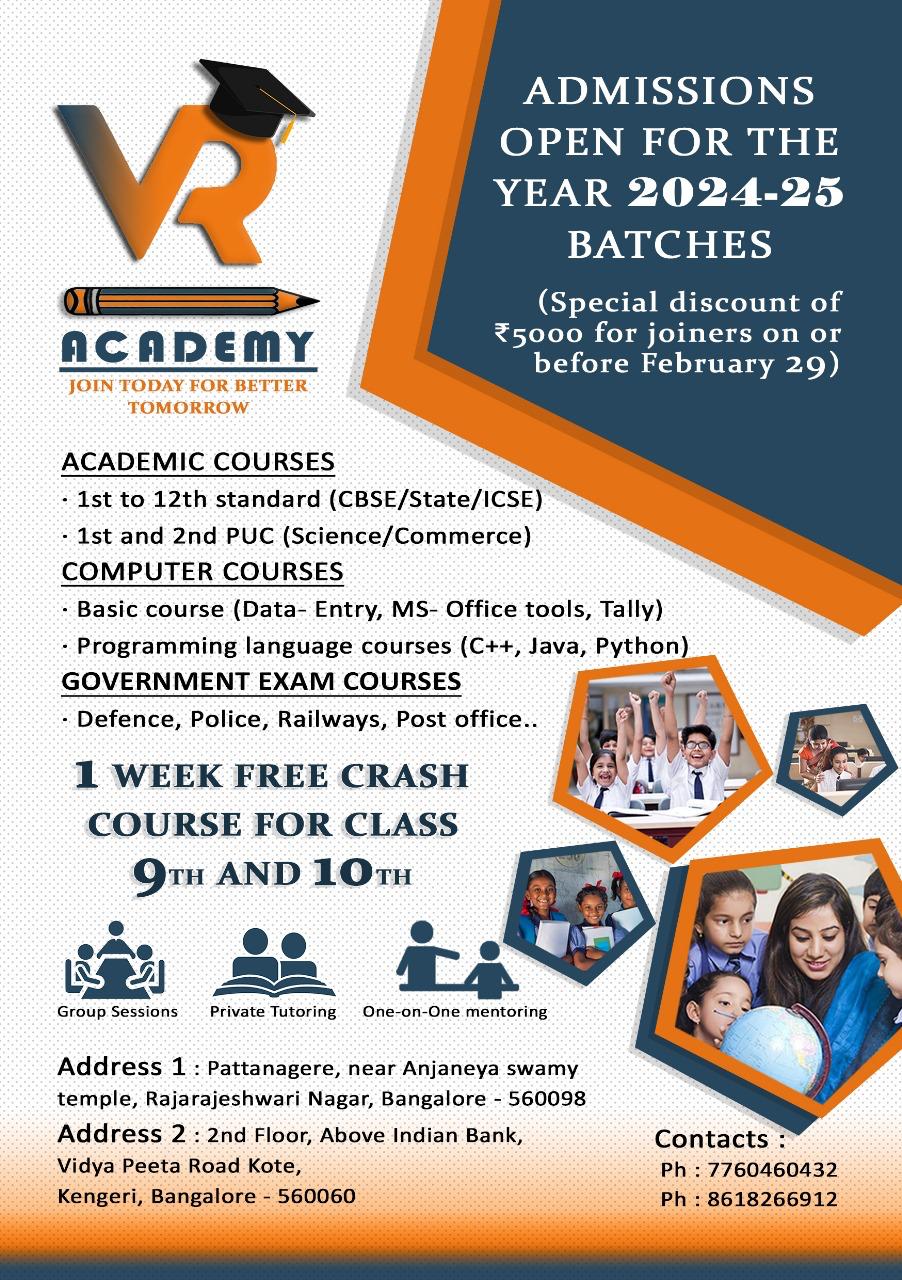 VR
ACADEMY
JOIN TODAY FOR BETTER
TOMORROW
ADMISSIONS
OPEN FOR THE
YEAR 2024-25
BATCHES
(Special discount of
₹5000 for joiners on or
before February 29)
ACADEMIC COURSES
· 1st to 12th standard (CBSE/State/ICSE)
· 1st and 2nd PUC (Science/Commerce)
COMPUTER COURSES
· Basic course (Data- Entry, MS- Office tools, Tally)
· Programming language courses (C++, Java, Python)
GOVERNMENT EXAM COURSES
· Defence, Police, Railways, Post office..
1 WEEK FREE CRASH
COURSE FOR CLASS
9TH AND 10TH
Group Sessions
Private Tutoring
One-on-One mentoring
Address 1 : Pattanagere, near Anjaneya swamy
temple, Rajarajeshwari Nagar, Bangalore - 560098
Address 2 : 2nd Floor, Above Indian Bank,
Vidya Peeta Road Kote,
Kengeri, Bangalore - 560060
Contacts :
Ph : 7760460432
Ph : 8618266912